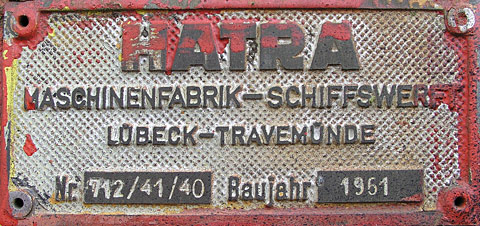 HATRA
MASCHINENFABRIK-SCHIFFSWERFT
LÜBECK-TRAVEMÜNDE
Nr 712/41/40 Baujahr 1961